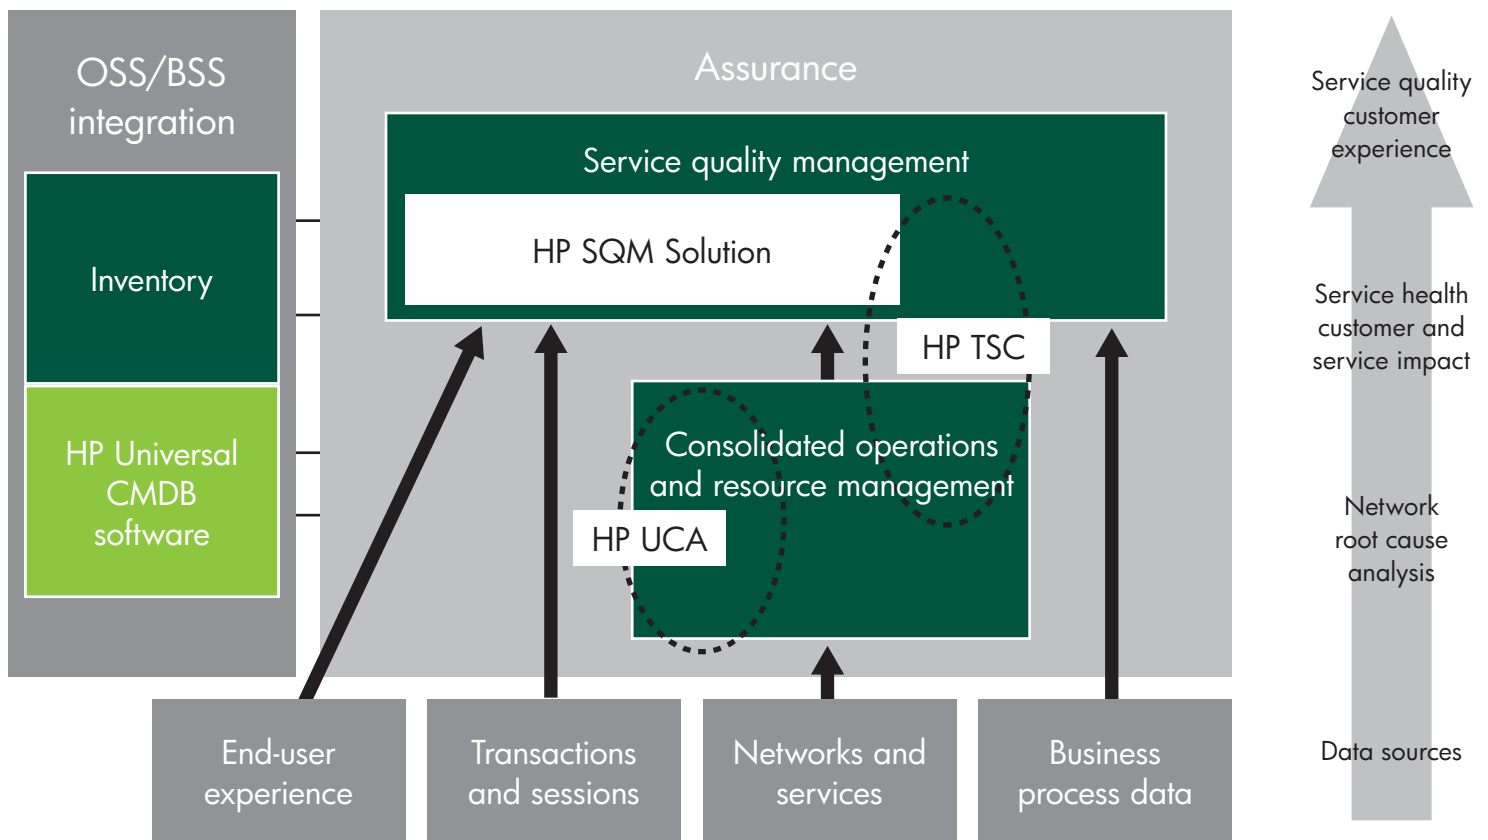 OSS/BSS
integration
Inventory
HP Universal
CMDB
software
Assurance
Service quality management
HP SQM Solution
HP TSC
Consolidated operations
and resource management
HP UCA
End-user
experience
Transactions
and sessions
Networks and
services
Business
process data
Service quality
customer
experience
Service health
customer and
service impact
Network
root cause
analysis
Data sources